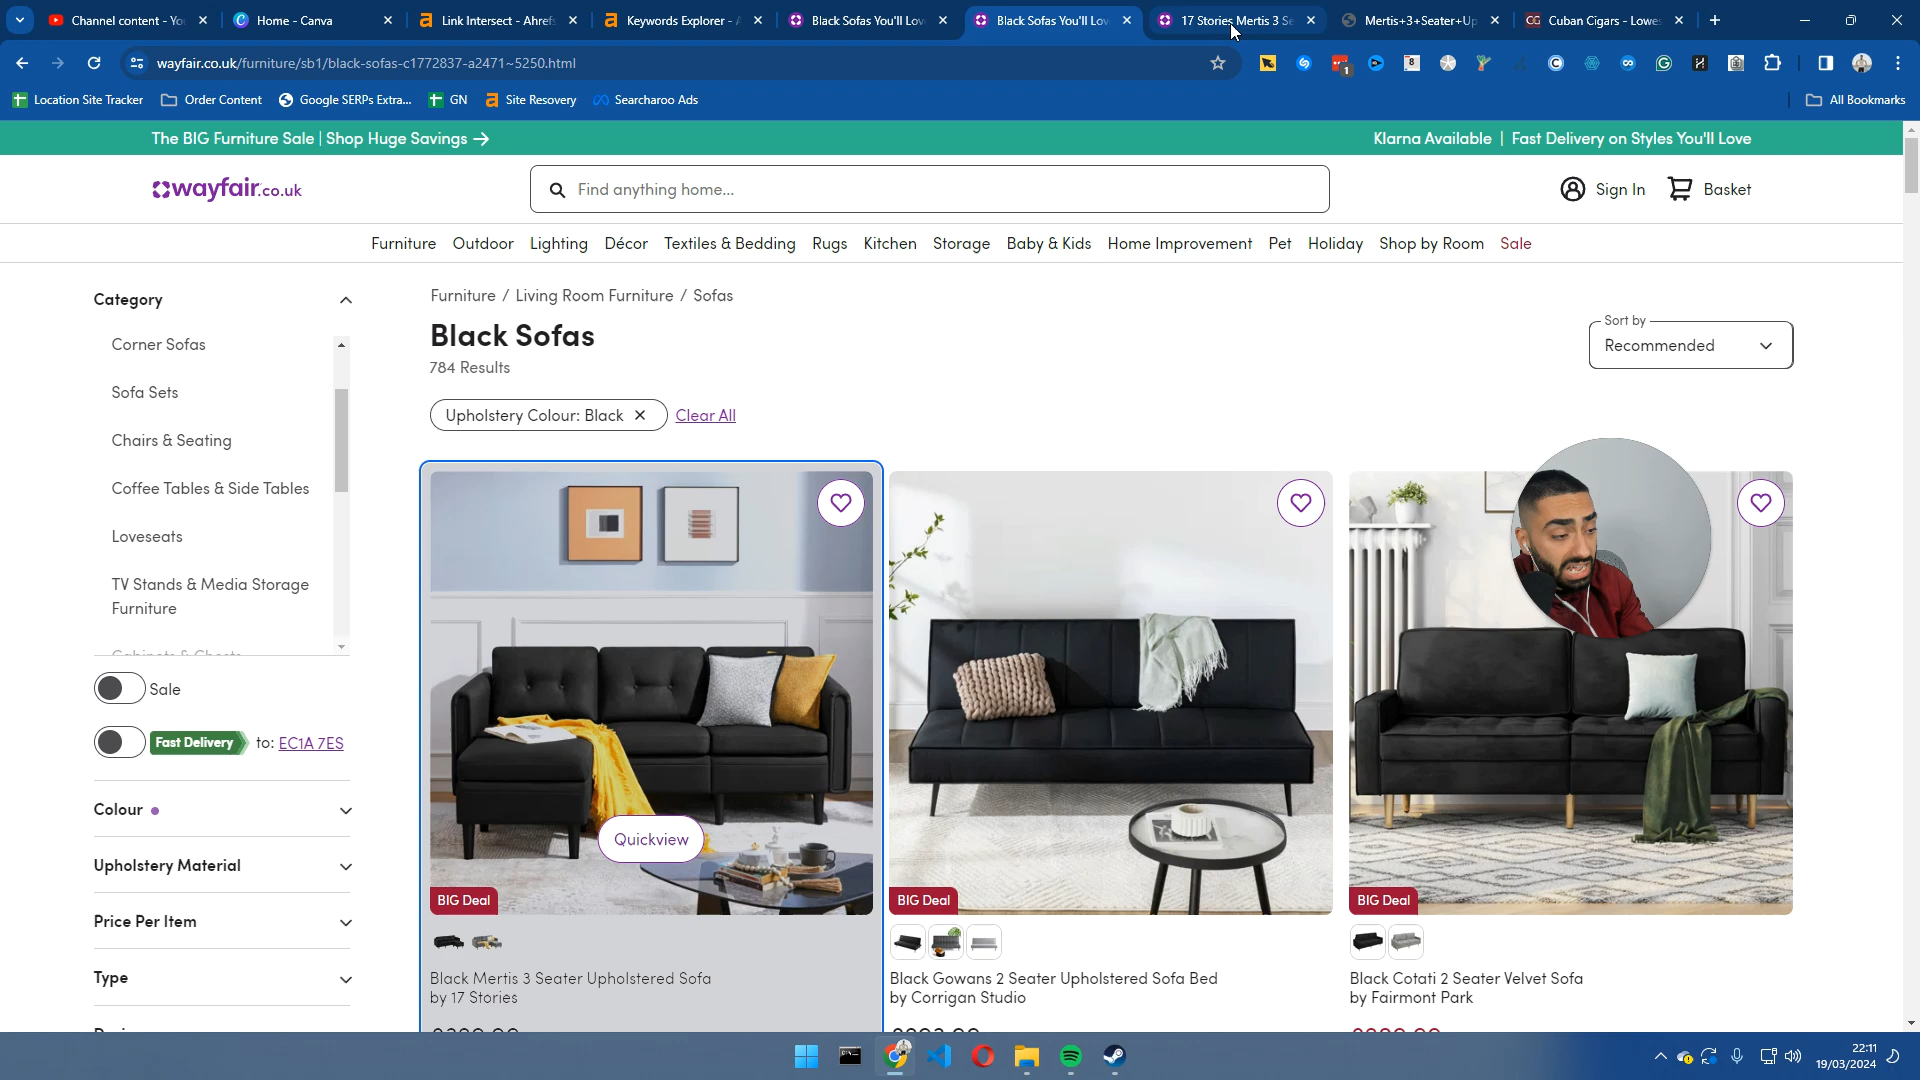 Channel content - Yo
Home - Canva
Link Intersect - Ahref
Keywords Explorer - A
Black Sofas You'll Lov
Black Sofas You'll Lov
17 Stories Mertis 3 Se
Mertis+3+Seater+Up
CG
Cuban Cigars - Lowe
wayfair.co.uk/furniture/sb1/black-sofas-c1772837-a2471~5250.html
Location Site Tracker
Order Content
Google SERPs Extra...
GN
Site Recovery
Searcharoo Ads
All Bookmarks
The BIG Furniture Sale | Shop Huge Savings →
Klarna Available | Fast Delivery on Styles You'll Love
wayfair.co.uk
Find anything home...
Sign In
Basket
Furniture Outdoor Lighting Décor Textiles & Bedding Rugs Kitchen Storage Baby & Kids Home Improvement Pet Holiday Shop by Room Sale
Category
Corner Sofas
Sofa Sets
Chairs & Seating
Coffee Tables & Side Tables
Loveseats
TV Stands & Media Storage
Furniture
Sale
Fast Delivery to: EC1A 7ES
Colour
Upholstery Material
Price Per Item
Type
Furniture / Living Room Furniture / Sofas
Black Sofas
784 Results
Sort by
Recommended
Upholstery Colour: Black
Clear All
Quickview
BIG Deal
BIG Deal
BIG Deal
Black Mertis 3 Seater Upholstered Sofa
by 17 Stories
Black Gowans 2 Seater Upholstered Sofa Bed
by Corrigan Studio
Black Cotati 2 Seater Velvet Sofa
by Fairmont Park
22:11
19/03/2024